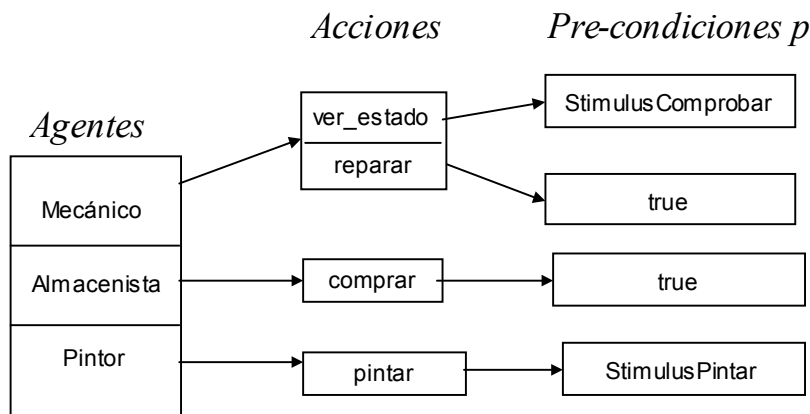 Acciones
Pre-condiciones p
Agentes
ver_estado
StimulusComprobar
reparar
true
Mecánico
Almacenista
comprar
true
Pintor
pintar
StimulusPintar